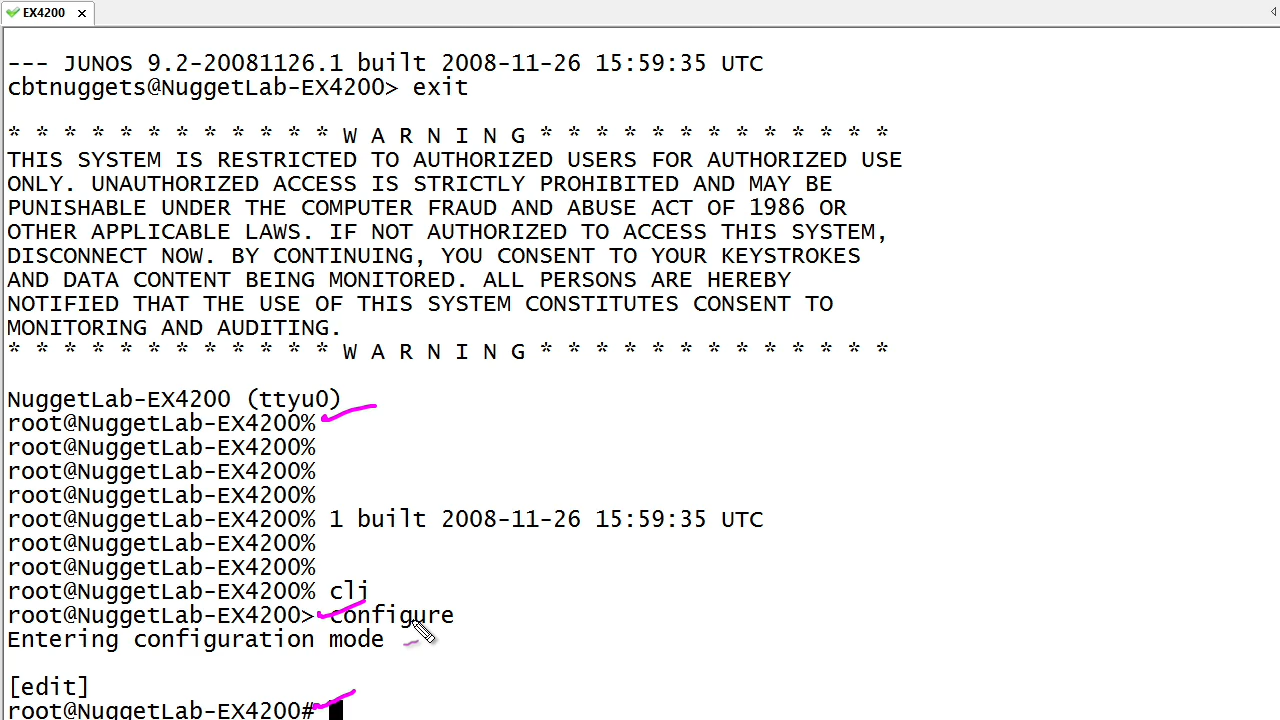 EX4200
--- JUNOS 9.2-20081126.1 built 2008-11-26 15:59:35 UTC
cbtnuggets@NuggetLab-EX4200> exit
* * * * * * * * * * * * W A R N I N G * * * * * * * * * * * * *
THIS SYSTEM IS RESTRICTED TO AUTHORIZED USERS FOR AUTHORIZED USE
ONLY. UNAUTHORIZED ACCESS IS STRICTLY PROHIBITED AND MAY BE
PUNISHABLE UNDER THE COMPUTER FRAUD AND ABUSE ACT OF 1986 OR
OTHER APPLICABLE LAWS. IF NOT AUTHORIZED TO ACCESS THIS SYSTEM,
DISCONNECT NOW. BY CONTINUING, YOU CONSENT TO YOUR KEYSTROKES
AND DATA CONTENT BEING MONITORED. ALL PERSONS ARE HEREBY
NOTIFIED THAT THE USE OF THIS SYSTEM CONSTITUTES CONSENT TO
MONITORING AND AUDITING.
* * * * * * * * * * * * W A R N I N G * * * * * * * * * * * * *
NuggetLab-EX4200 (ttyu0)
root@NuggetLab-EX4200%
root@NuggetLab-EX4200%
root@NuggetLab-EX4200%
root@NuggetLab-EX4200%
root@NuggetLab-EX4200% 1 built 2008-11-26 15:59:35 UTC
root@NuggetLab-EX4200%
root@NuggetLab-EX4200%
root@NuggetLab-EX4200% cli
root@NuggetLab-EX4200> configure
Entering configuration mode
[edit]
root@NuggetLab-EX4200#